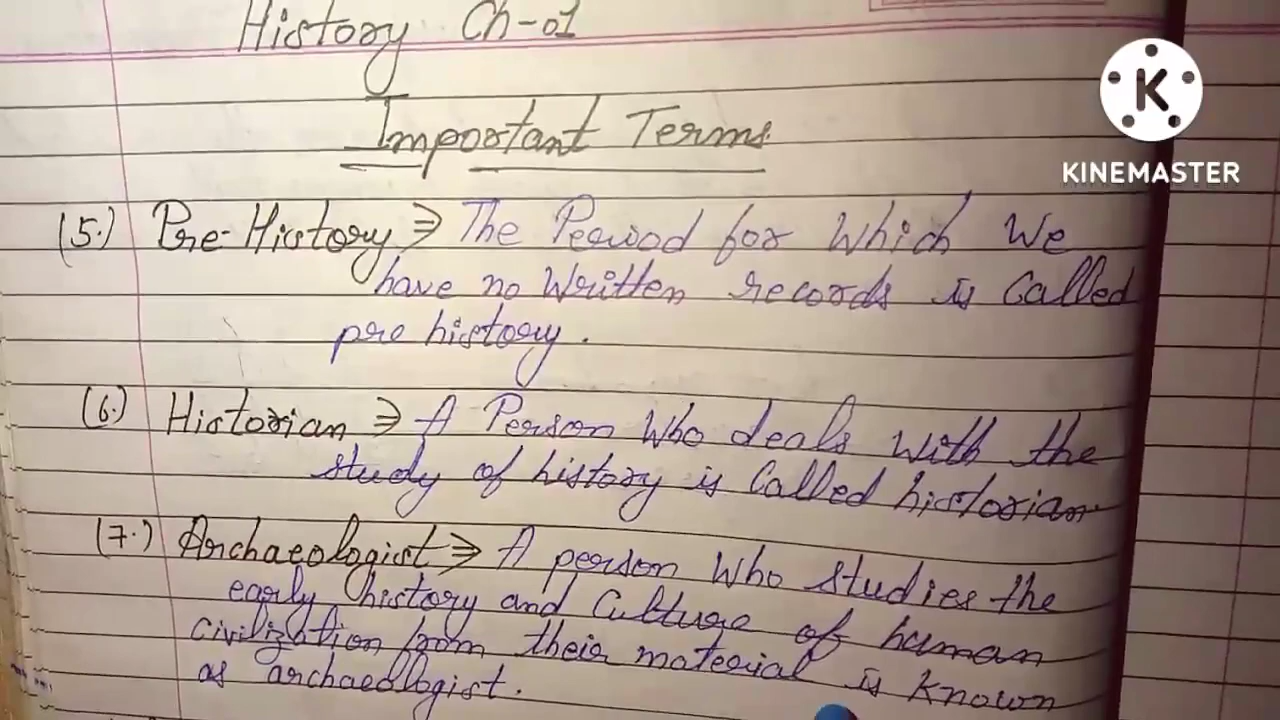 History Ch-01
Important Terms
(5.) Pre-History ⇒ The Period for which We
have no Written records is Called
pre history.
(6.) Historian ⇒ A Person Who deals with the
study of history is Called historian.
(7.) Archaeologist ⇒ A person Who studies the
early history and Culture of human
civilization from their material is known
as archaeologist.
K
KINEMASTER